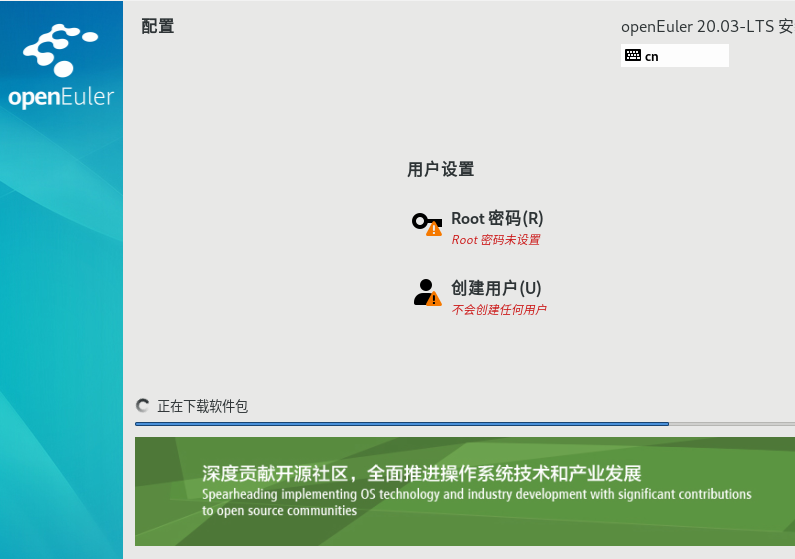 openEuler
配置
openEuler 20.03-LTS 安
cn
用户设置
Root 密码(R)
Root 密码未设置
创建用户(U)
不会创建任何用户
正在下载软件包
深度贡献开源社区，全面推进操作系统技术和产业发展
Spearheading implementing OS technology and industry development with significant contributions
to open source communities